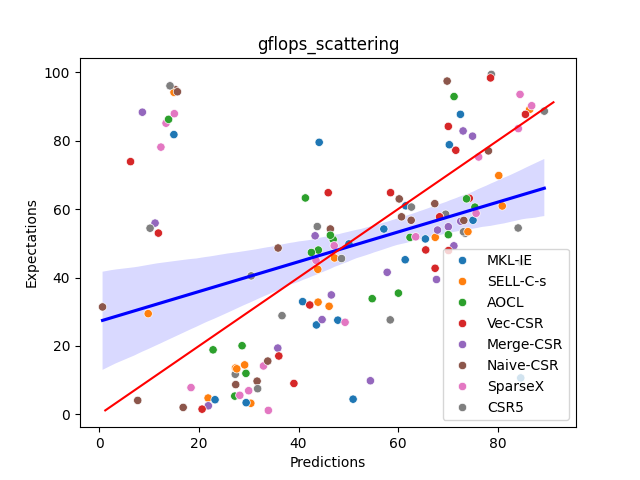 gflops_scattering
100
80
60
40
20
0
Expectations
0 20 40 60 80
Predictions
MKL-IE
SELL-C-s
AOCL
Vec-CSR
Merge-CSR
Naive-CSR
SparseX
CSR5